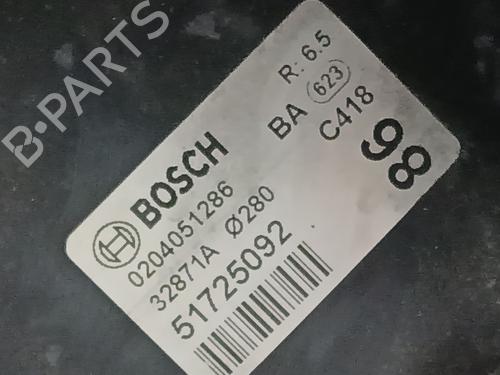 B-PARTS
BOSCH
R: 6.5
0204051286
BA 623
32871A Ø280
C418
51725092
98